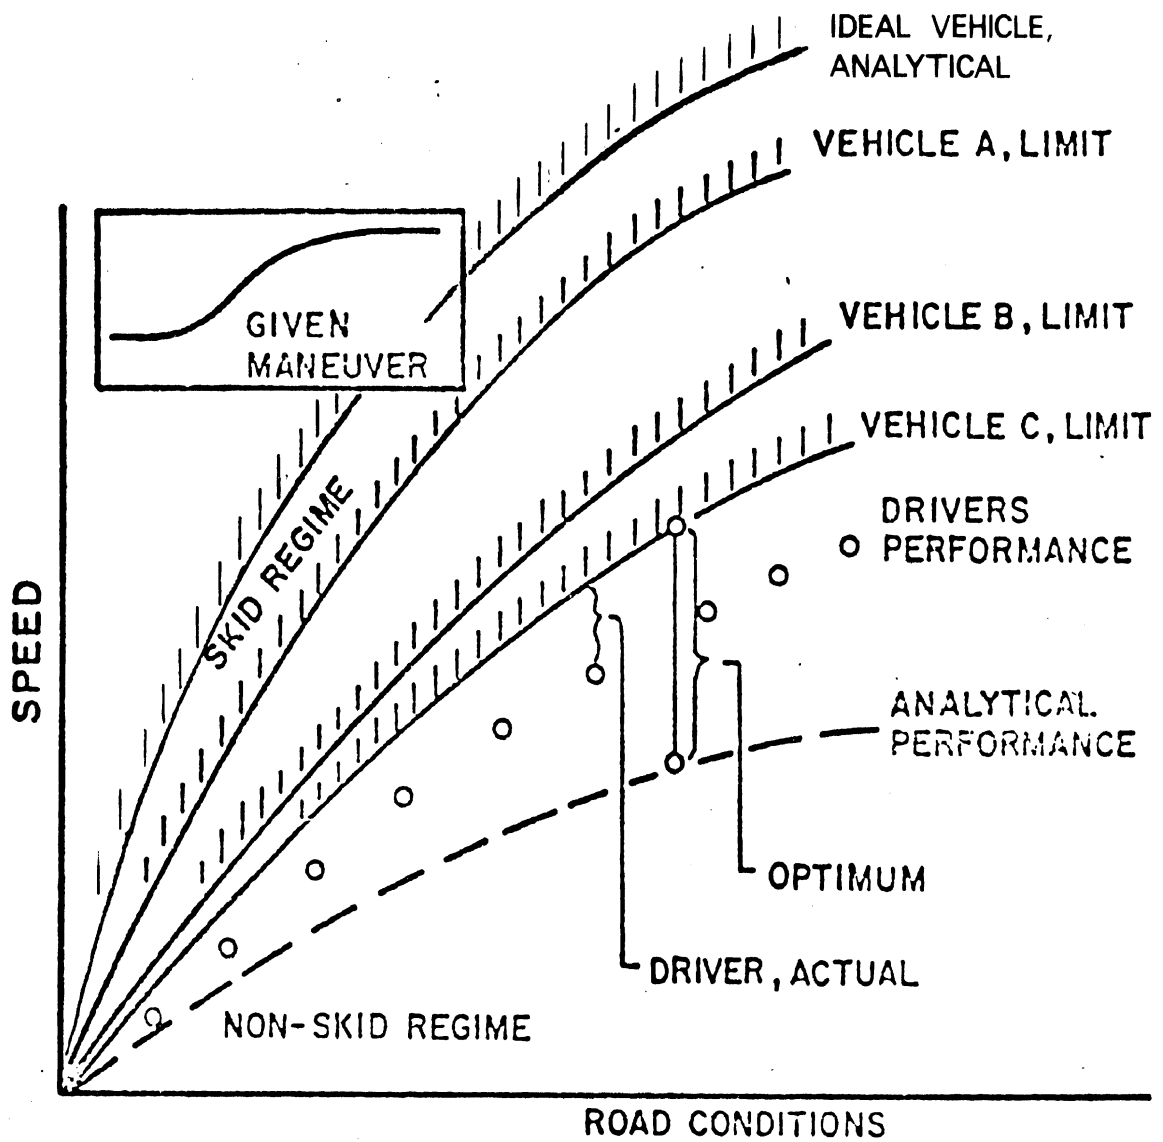 IDEAL VEHICLE,
ANALYTICAL
VEHICLE A, LIMIT
GIVEN
MANEUVER
VEHICLE B, LIMIT
VEHICLE C, LIMIT
SKID REGIME
DRIVERS
PERFORMANCE
SPEED
ANALYTICAL
PERFORMANCE
OPTIMUM
DRIVER, ACTUAL
NON-SKID REGIME
ROAD CONDITIONS